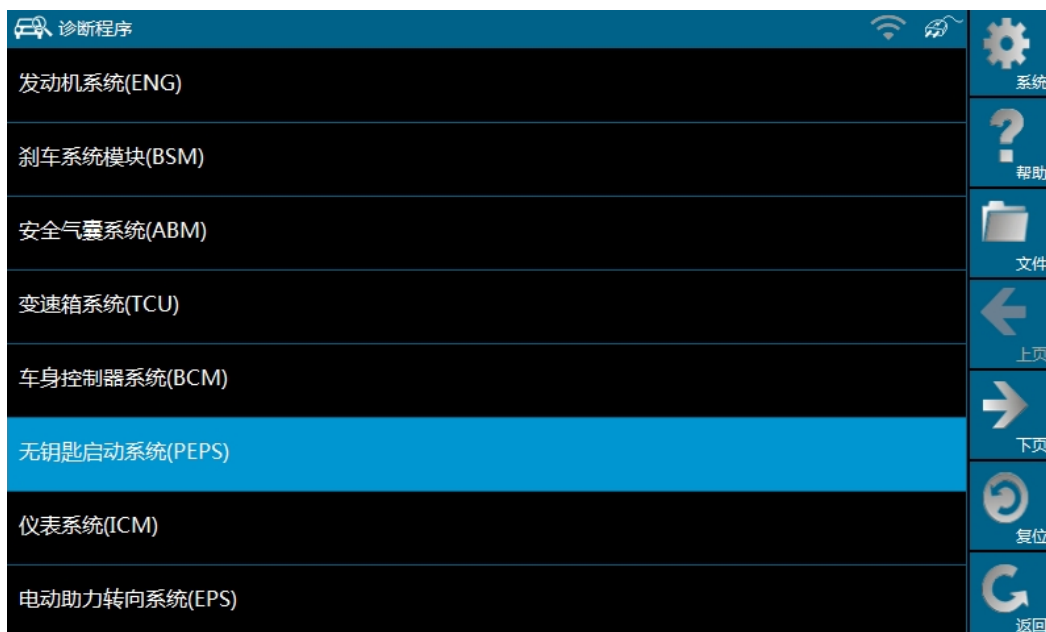 诊断程序
发动机系统(ENG)
刹车系统模块(BSM)
安全气囊系统(ABM)
变速箱系统(TCU)
车身控制器系统(BCM)
无钥匙启动系统(PEPS)
仪表系统(ICM)
电动助力转向系统(EPS)
系统
帮助
文件
上页
下页
复位
返回